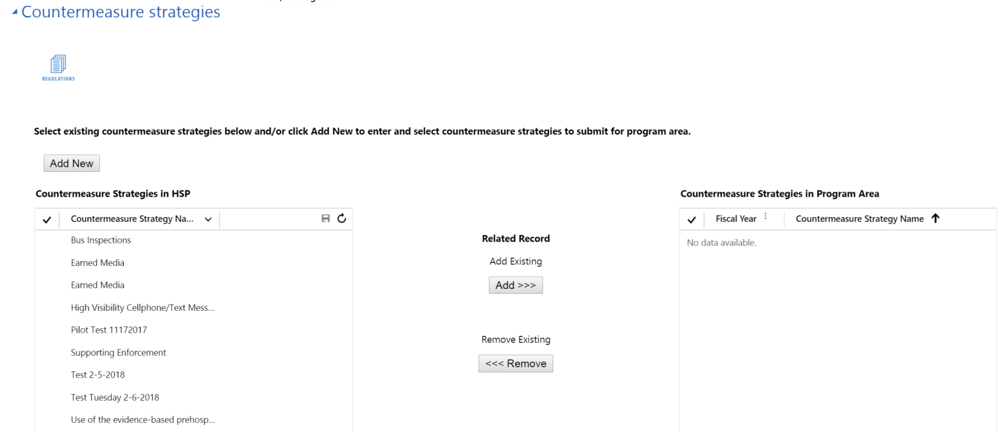 Countermeasure strategies
REGULATIONS
Select existing countermeasure strategies below and/or click Add New to enter and select countermeasure strategies to submit for program area.
Add New
Countermeasure Strategies in HSP
Countermeasure Strategy Na...
Bus Inspections
Earned Media
Earned Media
High Visibility Cellphone/Text Mess...
Pilot Test 11172017
Supporting Enforcement
Test 2-5-2018
Test Tuesday 2-6-2018
Use of the evidence-based prehosp...
Related Record
Add Existing
Add >>>
Remove Existing
<<< Remove
Countermeasure Strategies in Program Area
Fiscal Year Countermeasure Strategy Name
No data available.